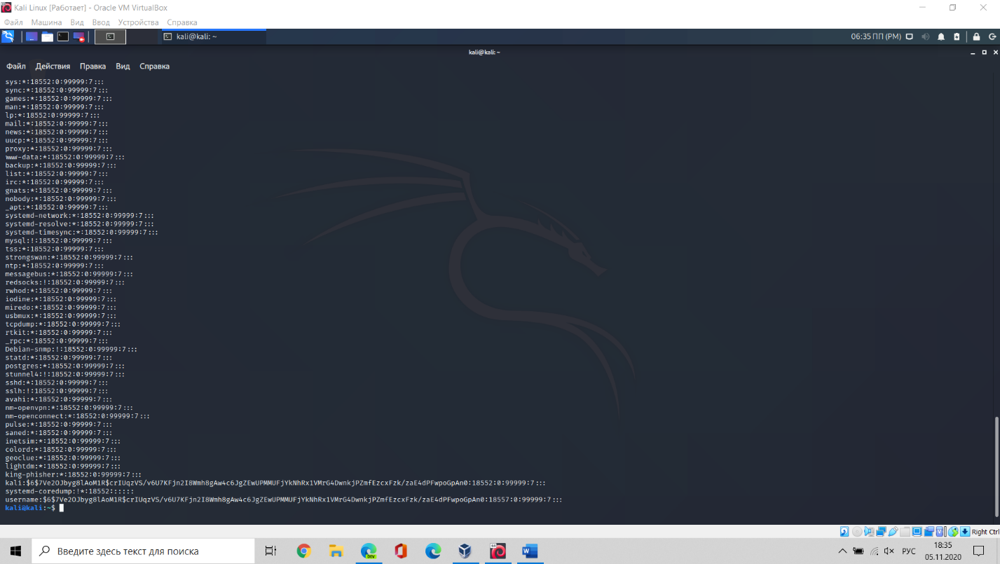 Kali Linux [Работает] - Oracle VM VirtualBox
Файл Машина Вид Ввод Устройства Справка
kali@kali: ~
06:35 ПП (PM)
kali@kali: ~
Файл Действия Правка Вид Справка
sys:*:18552:0:99999:7:::
sync:*:18552:0:99999:7:::
games:*:18552:0:99999:7:::
man:*:18552:0:99999:7:::
lp:*:18552:0:99999:7:::
mail:*:18552:0:99999:7:::
news:*:18552:0:99999:7:::
uucp:*:18552:0:99999:7:::
proxy:*:18552:0:99999:7:::
www-data:*:18552:0:99999:7:::
backup:*:18552:0:99999:7:::
list:*:18552:0:99999:7:::
irc:*:18552:0:99999:7:::
gnats:*:18552:0:99999:7:::
nobody:*:18552:0:99999:7:::
_apt:*:18552:0:99999:7:::
systemd-network:*:18552:0:99999:7:::
systemd-resolve:*:18552:0:99999:7:::
systemd-timesync:*:18552:0:99999:7:::
mysql:!:18552:0:99999:7:::
tss:*:18552:0:99999:7:::
strongswan:*:18552:0:99999:7:::
ntp:*:18552:0:99999:7:::
messagebus:*:18552:0:99999:7:::
redsocks:!:18552:0:99999:7:::
rwhod:*:18552:0:99999:7:::
iodine:*:18552:0:99999:7:::
miredo:*:18552:0:99999:7:::
usbmux:*:18552:0:99999:7:::
tcpdump:*:18552:0:99999:7:::
rtkit:*:18552:0:99999:7:::
_rpc:*:18552:0:99999:7:::
Debian-snmp:!:18552:0:99999:7:::
statd:*:18552:0:99999:7:::
postgres:*:18552:0:99999:7:::
stunnel4:!:18552:0:99999:7:::
sshd:*:18552:0:99999:7:::
sslh:!:18552:0:99999:7:::
avahi:*:18552:0:99999:7:::
nm-openvpn:*:18552:0:99999:7:::
nm-openconnect:*:18552:0:99999:7:::
pulse:*:18552:0:99999:7:::
saned:*:18552:0:99999:7:::
inetsim:*:18552:0:99999:7:::
colord:*:18552:0:99999:7:::
geoclue:*:18552:0:99999:7:::
lightdm:*:18552:0:99999:7:::
king-phisher:*:18552:0:99999:7:::
kali:$6$7Ve2OJbyg8lAoM1R$crIUqzVS/v6U7KFjn2I8Wmh8gAw4c6JgZEwUPMMUFjYkNhRx1VMrG4DwnkjPZmfEzcxFzk/zaE4dPFwpoGpAn0:18552:0:99999:7:::
systemd-coredump:!*:18552::::::
username:$6$7Ve2OJbyg8lAoM1R$crIUqzVS/v6U7KFjn2I8Wmh8gAw4c6JgZEwUPMMUFjYkNhRx1VMrG4DwnkjPZmfEzcxFzk/zaE4dPFwpoGpAn0:18557:0:99999:7:::
kali@kali:~$
Right Ctrl
Введите здесь текст для поиска
DEV
РУС
18:35
05.11.2020